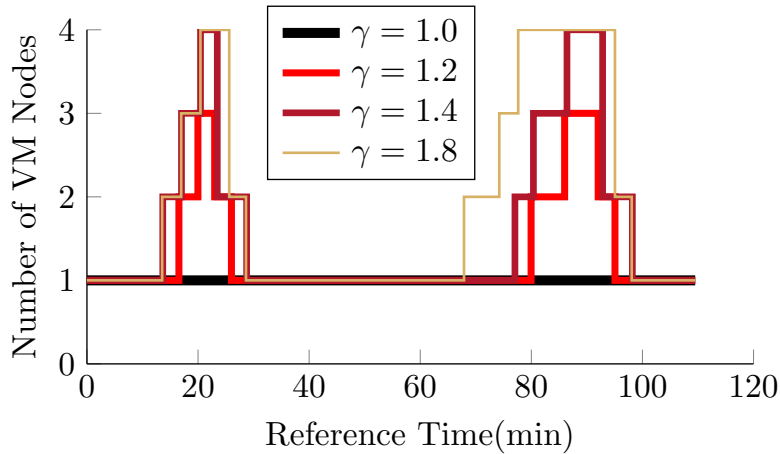 4
3
2
1
0
Number of VM Nodes
γ = 1.0
γ = 1.2
γ = 1.4
γ = 1.8
0 20 40 60 80 100 120
Reference Time(min)